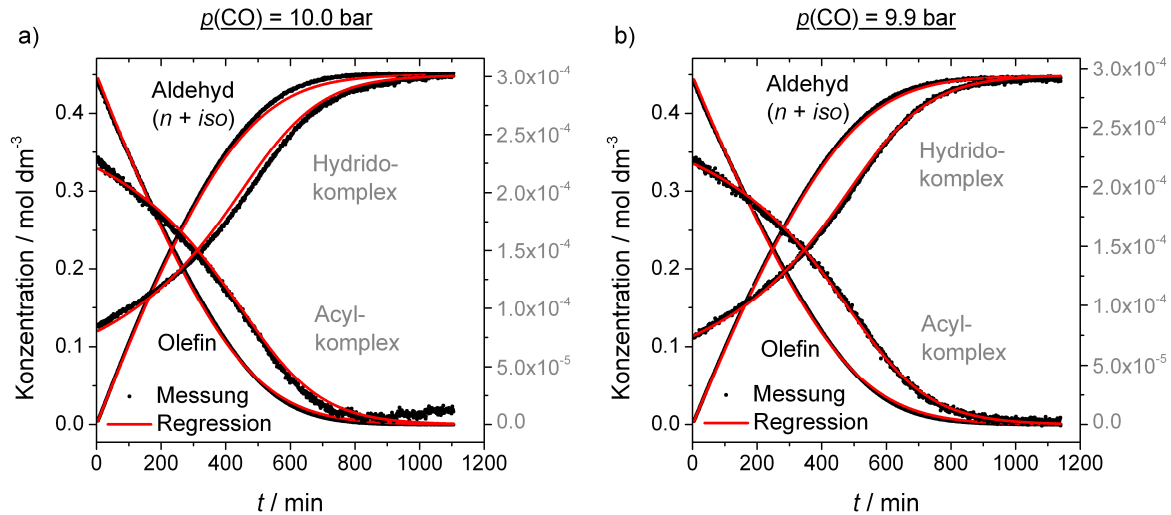 p(CO) = 10.0 bar
a)
Aldehyd
(n + iso)
Hydrido-
komplex
Acyl-
komplex
Olefin
Messung
Regression
Konzentration / mol dm⁻³
0.4
0.3
0.2
0.1
0.0
3.0x10⁻⁴
2.5x10⁻⁴
2.0x10⁻⁴
1.5x10⁻⁴
1.0x10⁻⁴
5.0x10⁻⁵
0.0
0 200 400 600 800 1000 1200
t / min
p(CO) = 9.9 bar
b)
Aldehyd
(n + iso)
Hydrido-
komplex
Acyl-
komplex
Olefin
Messung
Regression
Konzentration / mol dm⁻³
0.4
0.3
0.2
0.1
0.0
3.0x10⁻⁴
2.5x10⁻⁴
2.0x10⁻⁴
1.5x10⁻⁴
1.0x10⁻⁴
5.0x10⁻⁵
0.0
0 200 400 600 800 1000 1200
t / min